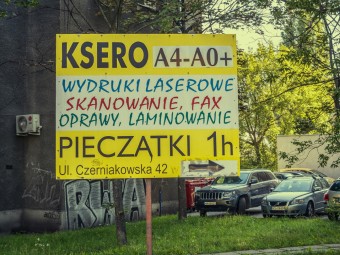 KSERO A4-A0+
WYDRUKI LASEROWE
SKANOWANIE, FAX
OPRAWY, LAMINOWANIE
PIECZĄTKI 1h
Ul. Czerniakowska 42